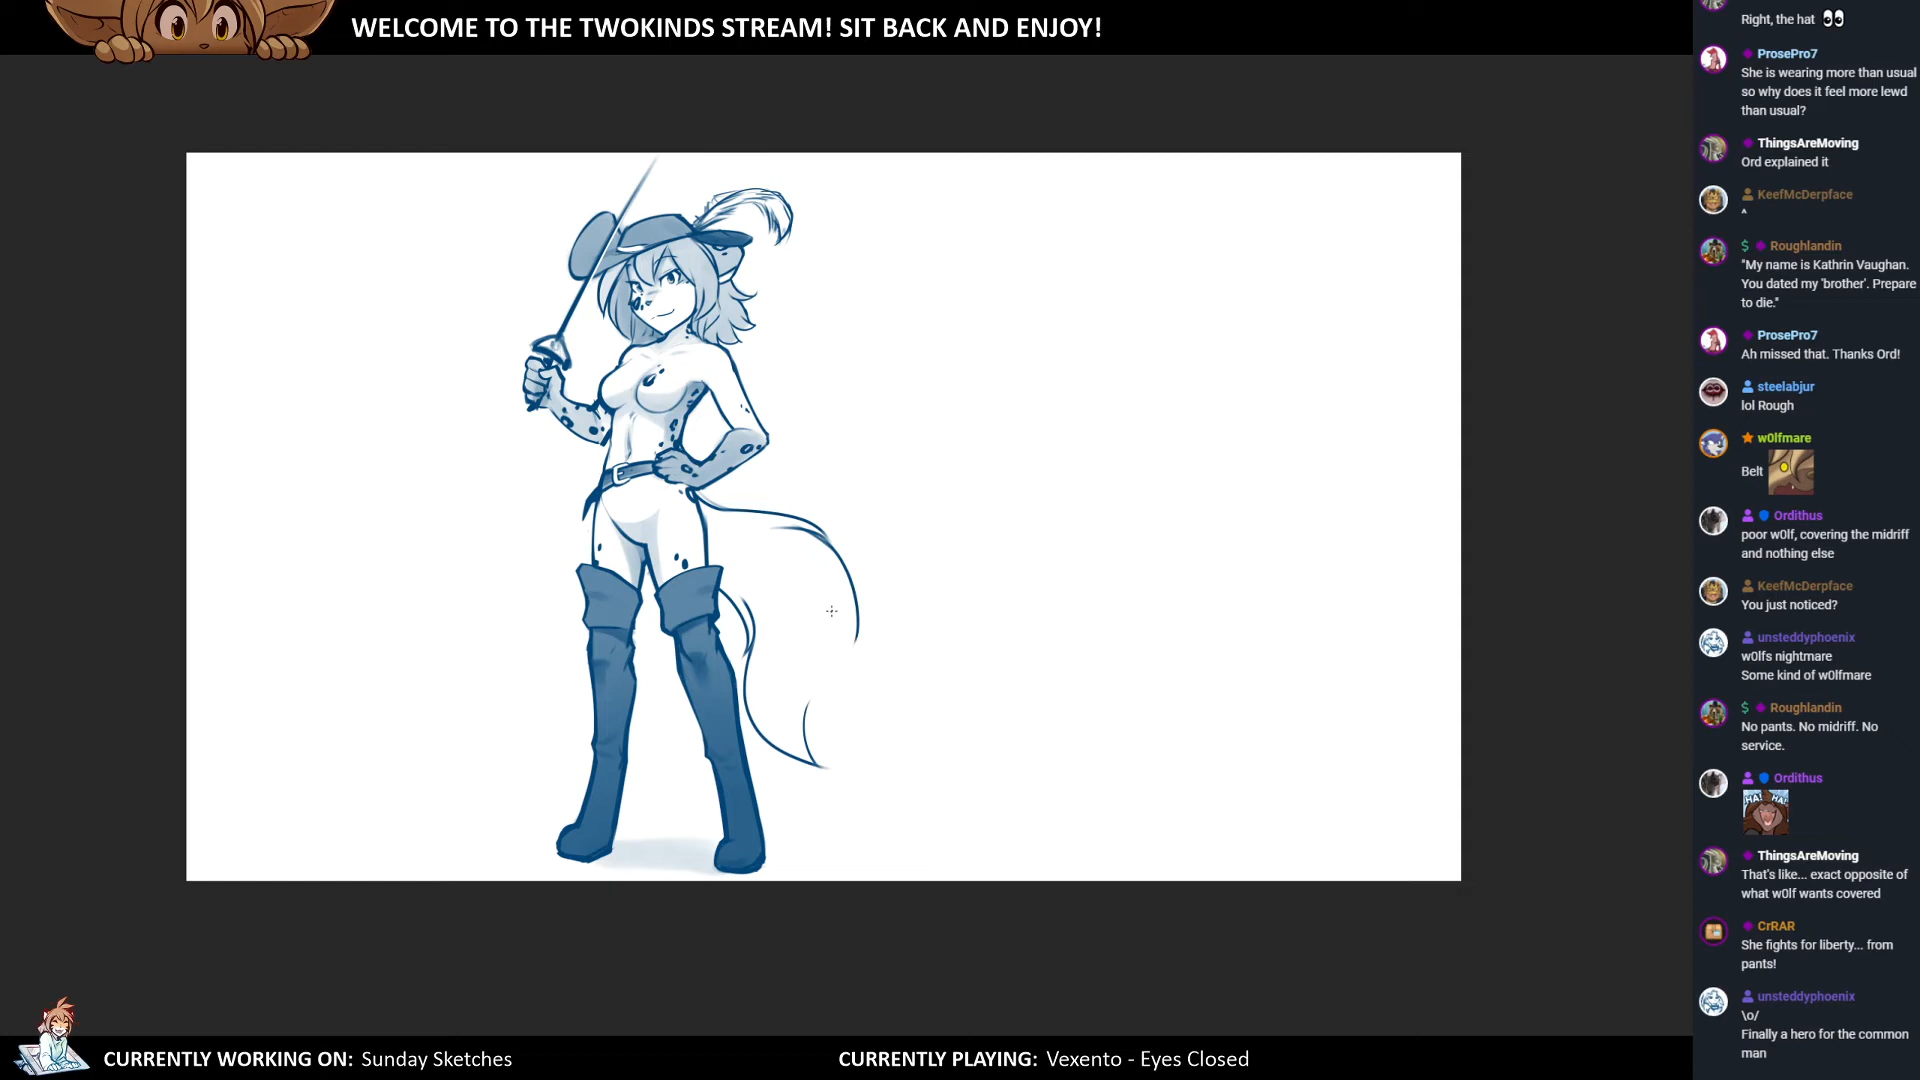 WELCOME TO THE TWOKINDS STREAM! SIT BACK AND ENJOY!
Right, the hat
ProsePro7
She is wearing more than usual
so why does it feel more lewd
than usual?
ThingsAreMoving
Ord explained it
KeefMcDerpface
^
Roughlandin
"My name is Kathrin Vaughan.
You dated my 'brother'. Prepare
to die."
ProsePro7
Ah missed that. Thanks Ord!
steelabjur
lol Rough
w0lfmare
Belt
Ordithus
poor w0lf, covering the midriff
and nothing else
KeefMcDerpface
You just noticed?
unsteddyphoenix
w0lfs nightmare
Some kind of w0lfmare
Roughlandin
No pants. No midriff. No
service.
Ordithus
HA! HA!
ThingsAreMoving
That's like... exact opposite of
what w0lf wants covered
CrRAR
She fights for liberty... from
pants!
unsteddyphoenix
\o/
Finally a hero for the common
man
CURRENTLY WORKING ON: Sunday Sketches
CURRENTLY PLAYING: Vexento - Eyes Closed